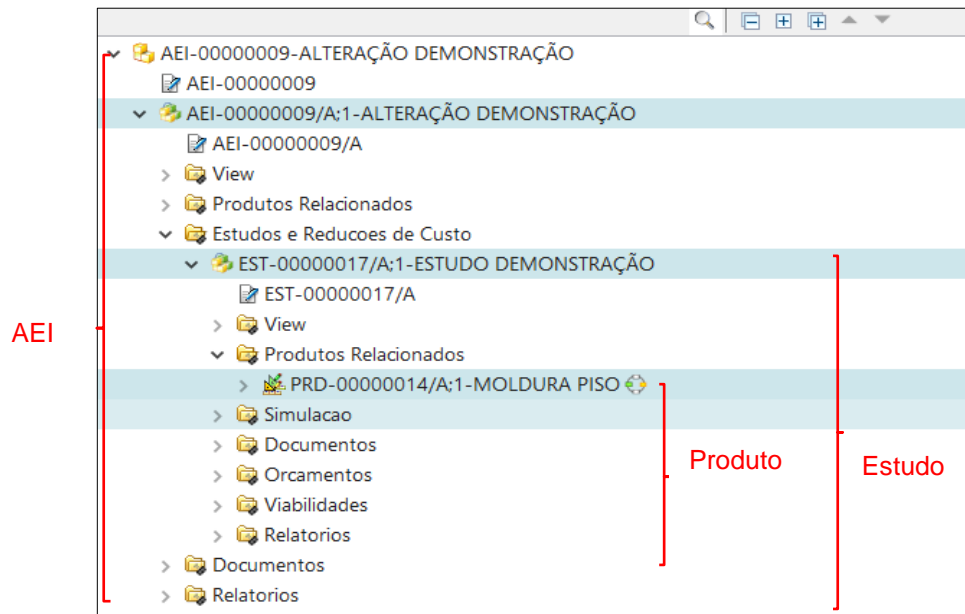 AEI-00000009-ALTERAÇÃO DEMONSTRAÇÃO
AEI-00000009
AEI-00000009/A;1-ALTERAÇÃO DEMONSTRAÇÃO
AEI-00000009/A
View
Produtos Relacionados
Estudos e Reducoes de Custo
EST-00000017/A;1-ESTUDO DEMONSTRAÇÃO
EST-00000017/A
View
AEI
Produtos Relacionados
PRD-00000014/A;1-MOLDURA PISO
Simulacao
Documentos
Produto
Estudo
Orcamentos
Viabilidades
Relatorios
Documentos
Relatorios